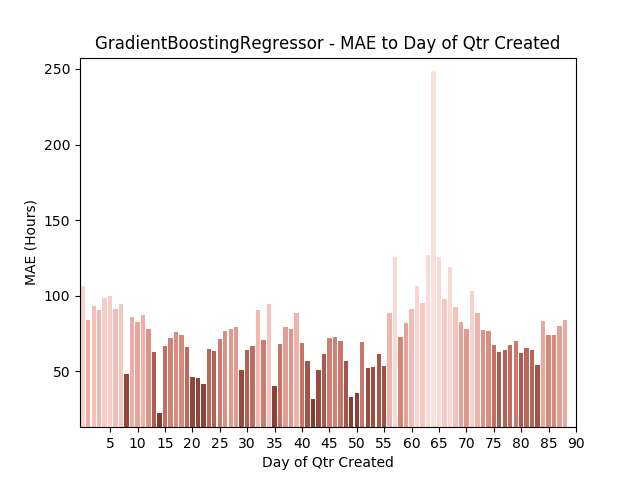 GradientBoostingRegressor - MAE to Day of Qtr Created
250
200
150
100
50
MAE (Hours)
5 10 15 20 25 30 35 40 45 50 55 60 65 70 75 80 85 90
Day of Qtr Created